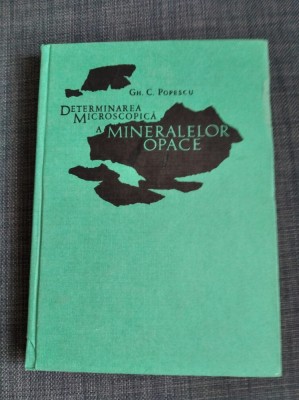 GH. C. POPESCU
DETERMINAREA
MICROSCOPICĂ
A MINERALELOR
OPACE